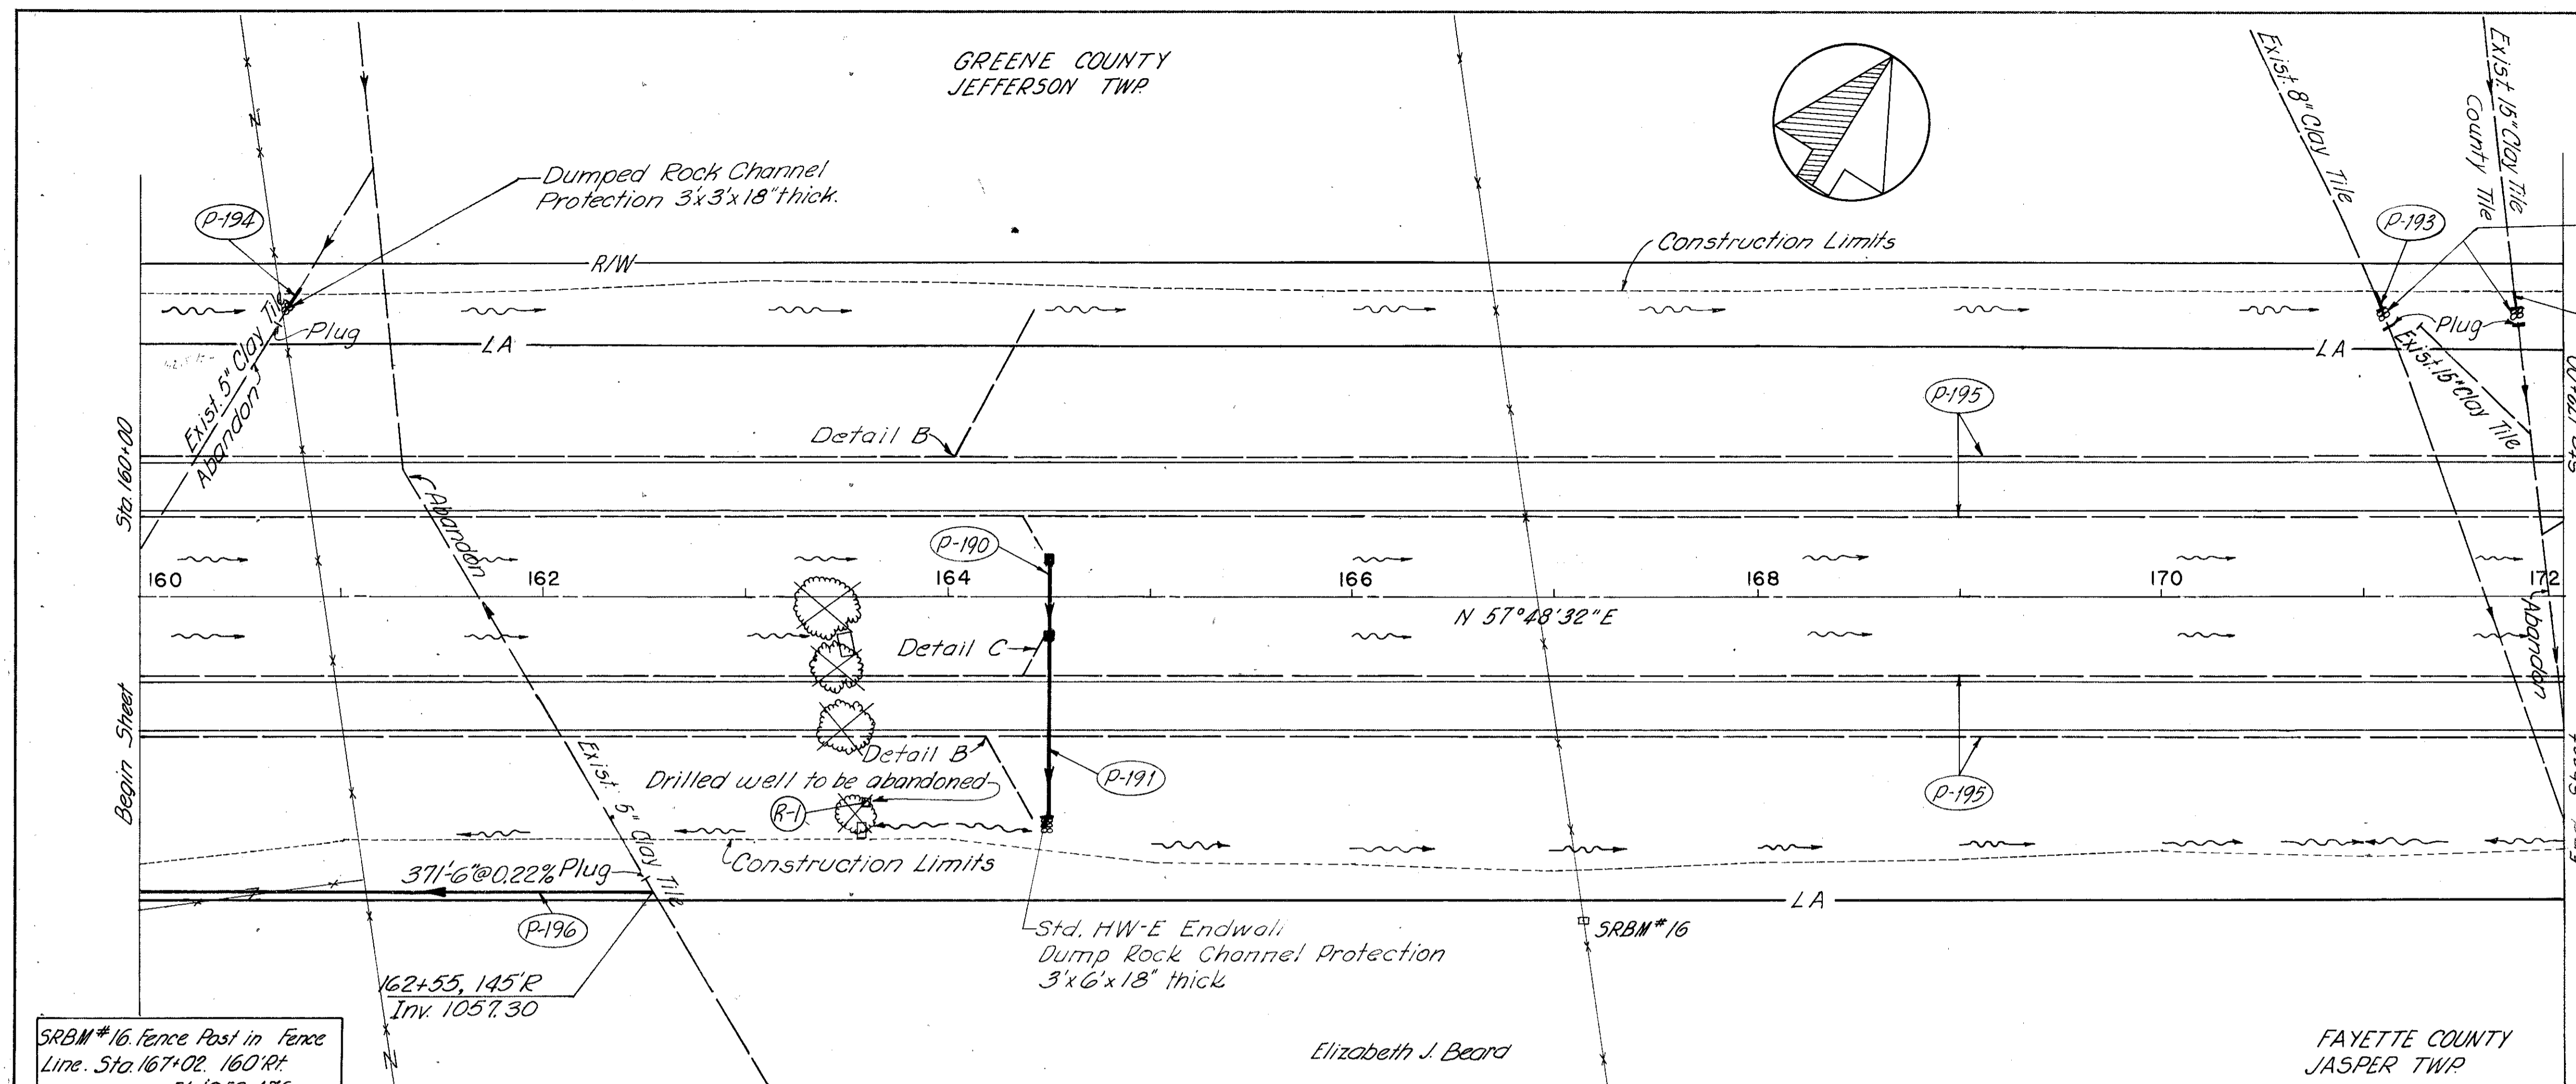 GREENE COUNTY
JEFFERSON TWP.
Exist. 8" Clay Tile
Exist. 15" Clay Tile
County Tile
Dumped Rock Channel
Protection 3'x3'x18" thick.
P-194
P-193
Construction Limits
R/W
Plug
Plug
LA
LA
Exist. 5" Clay Tile
Abandon
Exist. 15" Clay Tile
P-195
Sta. 160+00
Detail B
Abandon
P-190
160
162
164
166
168
170
172
N 57°48'32"E
Detail C
Abandon
Begin Sheet
Exist. 5" Clay Tile
Detail B
Drilled well to be abandoned
R-1
P-191
P-195
Construction Limits
371'-6"@0.22%
Plug
LA
P-196
Std. HW-E Endwall
Dump Rock Channel Protection
3'x6'x18" thick
SRBM#16
162+55, 145'R
Inv. 1057.30
SRBM#16. Fence Post in Fence
Line. Sta. 167+02. 160'Rt.
Elizabeth J. Beard
FAYETTE COUNTY
JASPER TWP.